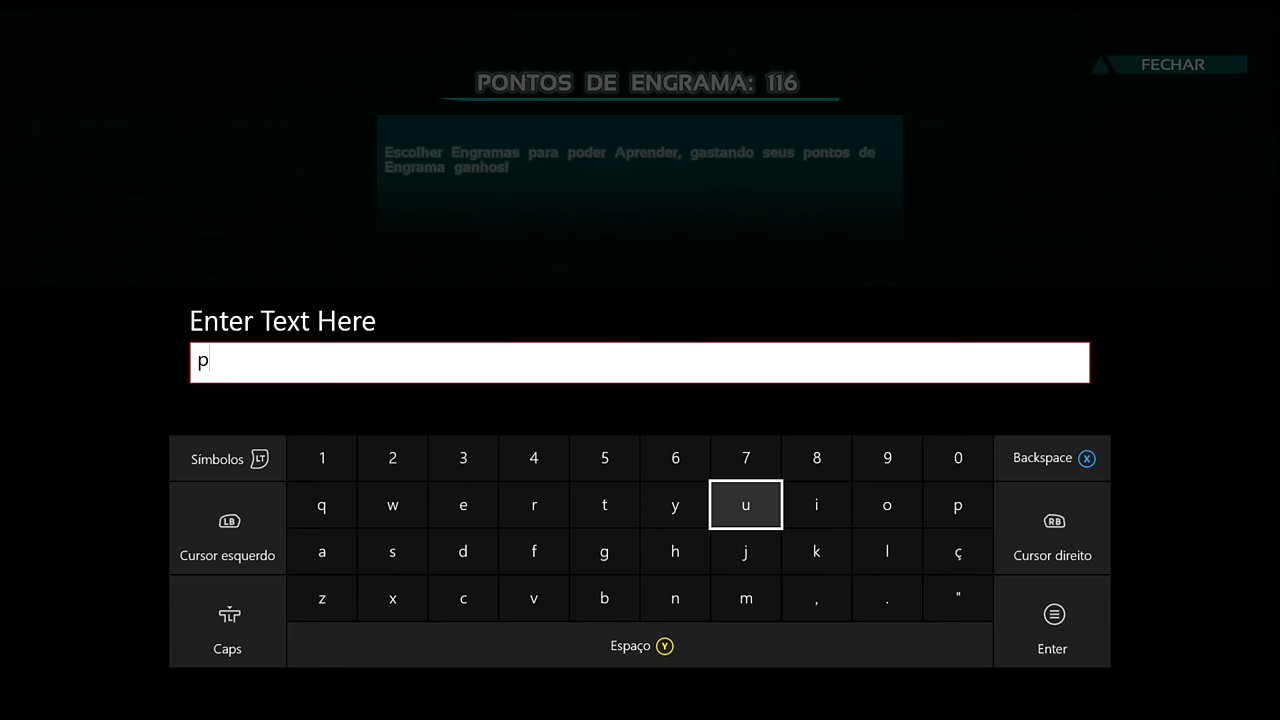 PONTOS DE ENGRAMA: 116
FECHAR
Escolher Engramas para poder Aprender, gastando seus pontos de
Engrama ganhos!
Enter Text Here
p
Símbolos LT 1 2 3 4 5 6 7 8 9 0 Backspace X
q w e r t y u i o p
LB RB
Cursor esquerdo a s d f g h j k l ç Cursor direito
z x c v b n m , . "
Caps Espaço Y Enter